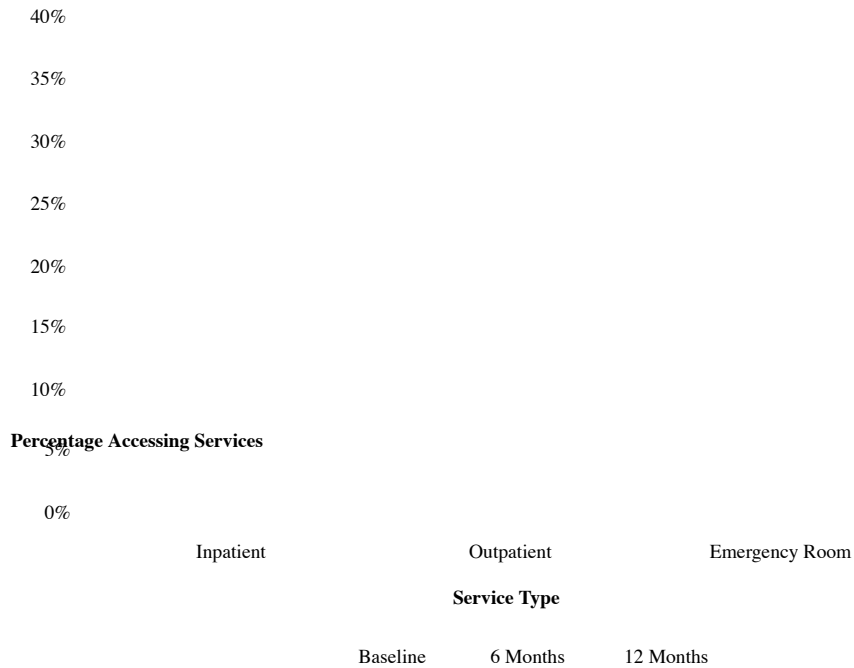 40%
35%
30%
25%
20%
15%
10%
Percentage Accessing Services
5%
0%
Inpatient Outpatient Emergency Room
Service Type
Baseline 6 Months 12 Months